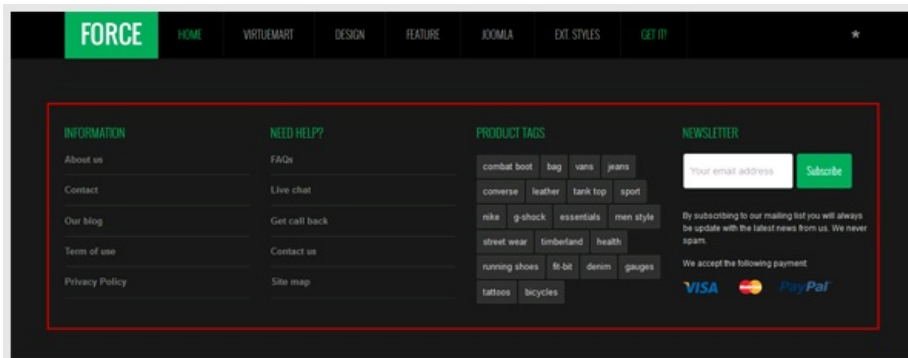 FORCE HOME VIRTUEMART DESIGN FEATURE JOOMLA EXT. STYLES GET IT! *
INFORMATION
About us
Contact
Our blog
Term of use
Privacy Policy
NEED HELP?
FAQs
Live chat
Get call back
Contact us
Site map
PRODUCT TAGS
combat boot bag vans jeans
converse leather tank top sport
nike g-shock essentials men style
street wear timberland health
running shoes fit-bit denim gauges
tattoos bicycles
NEWSLETTER
Your email address Subscribe
By subscribing to our mailing list you will always
be update with the latest news from us. We never
spam.
We accept the following payment:
VISA MasterCard PayPal